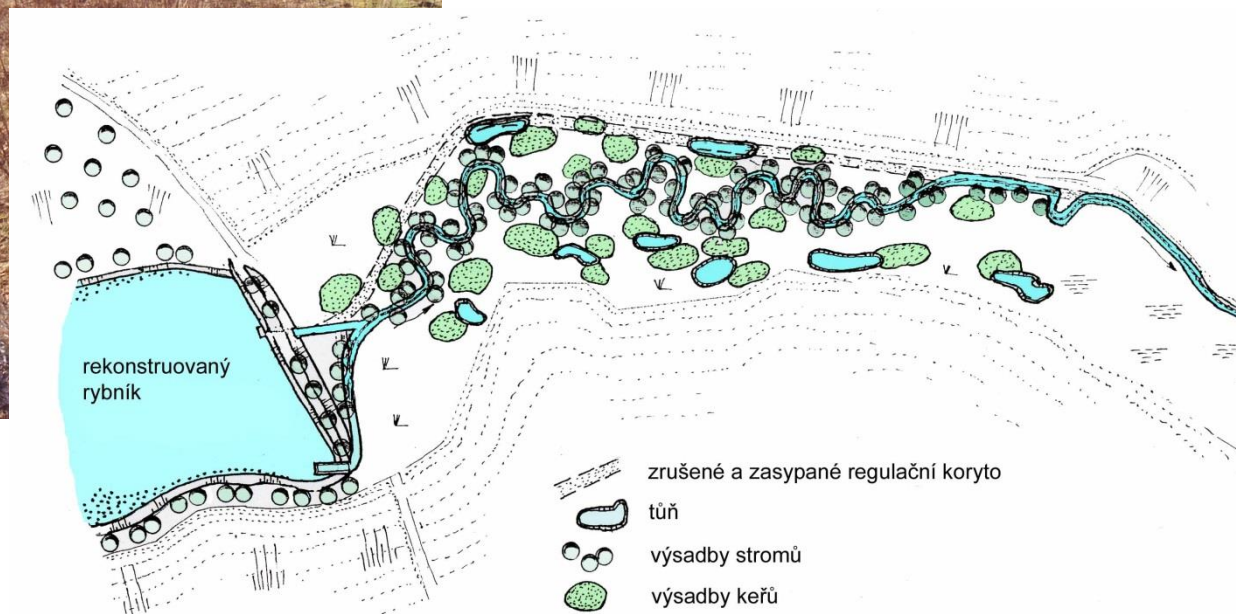 rekonstruovaný
rybník
zrušené a zasypané regulační koryto
tůň
výsadby stromů
výsadby keřů